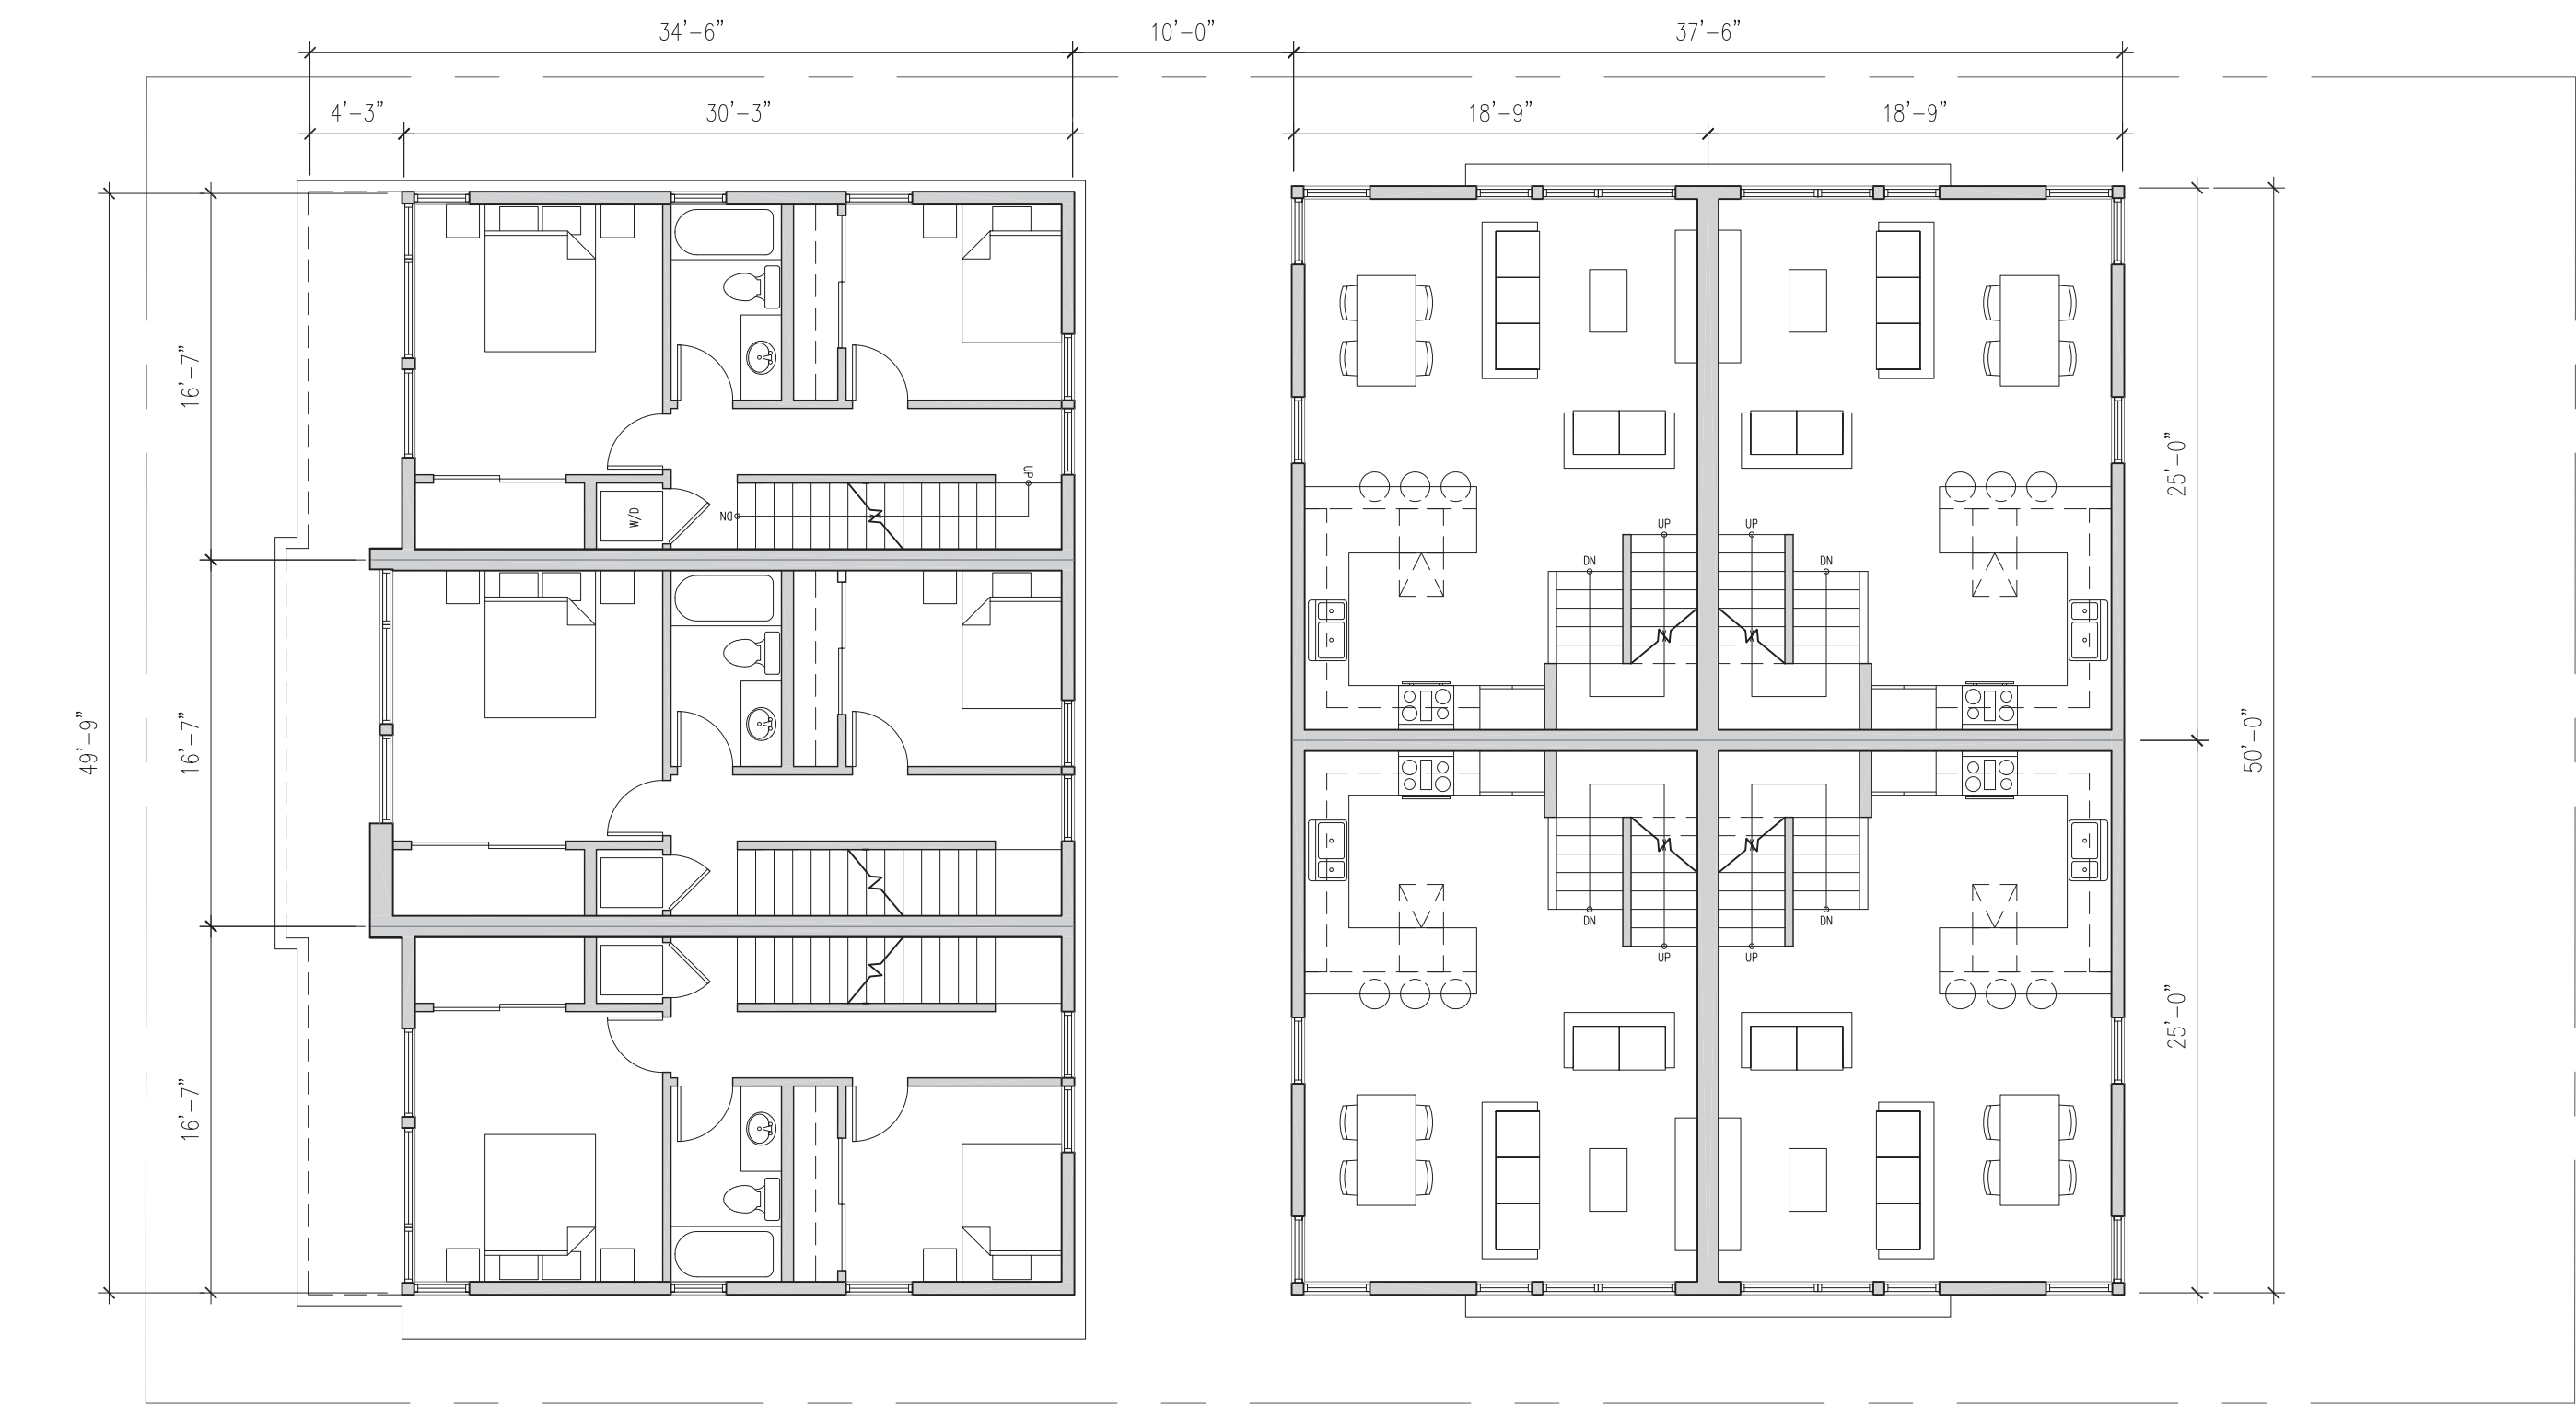 34'-6"
10'-0"
37'-6"
4'-3"
30'-3"
18'-9"
18'-9"
16'-7"
16'-7"
16'-7"
49'-9"
UP
DN
W/D
UP
UP
DN
DN
DN
DN
UP
UP
25'-0"
25'-0"
50'-0"